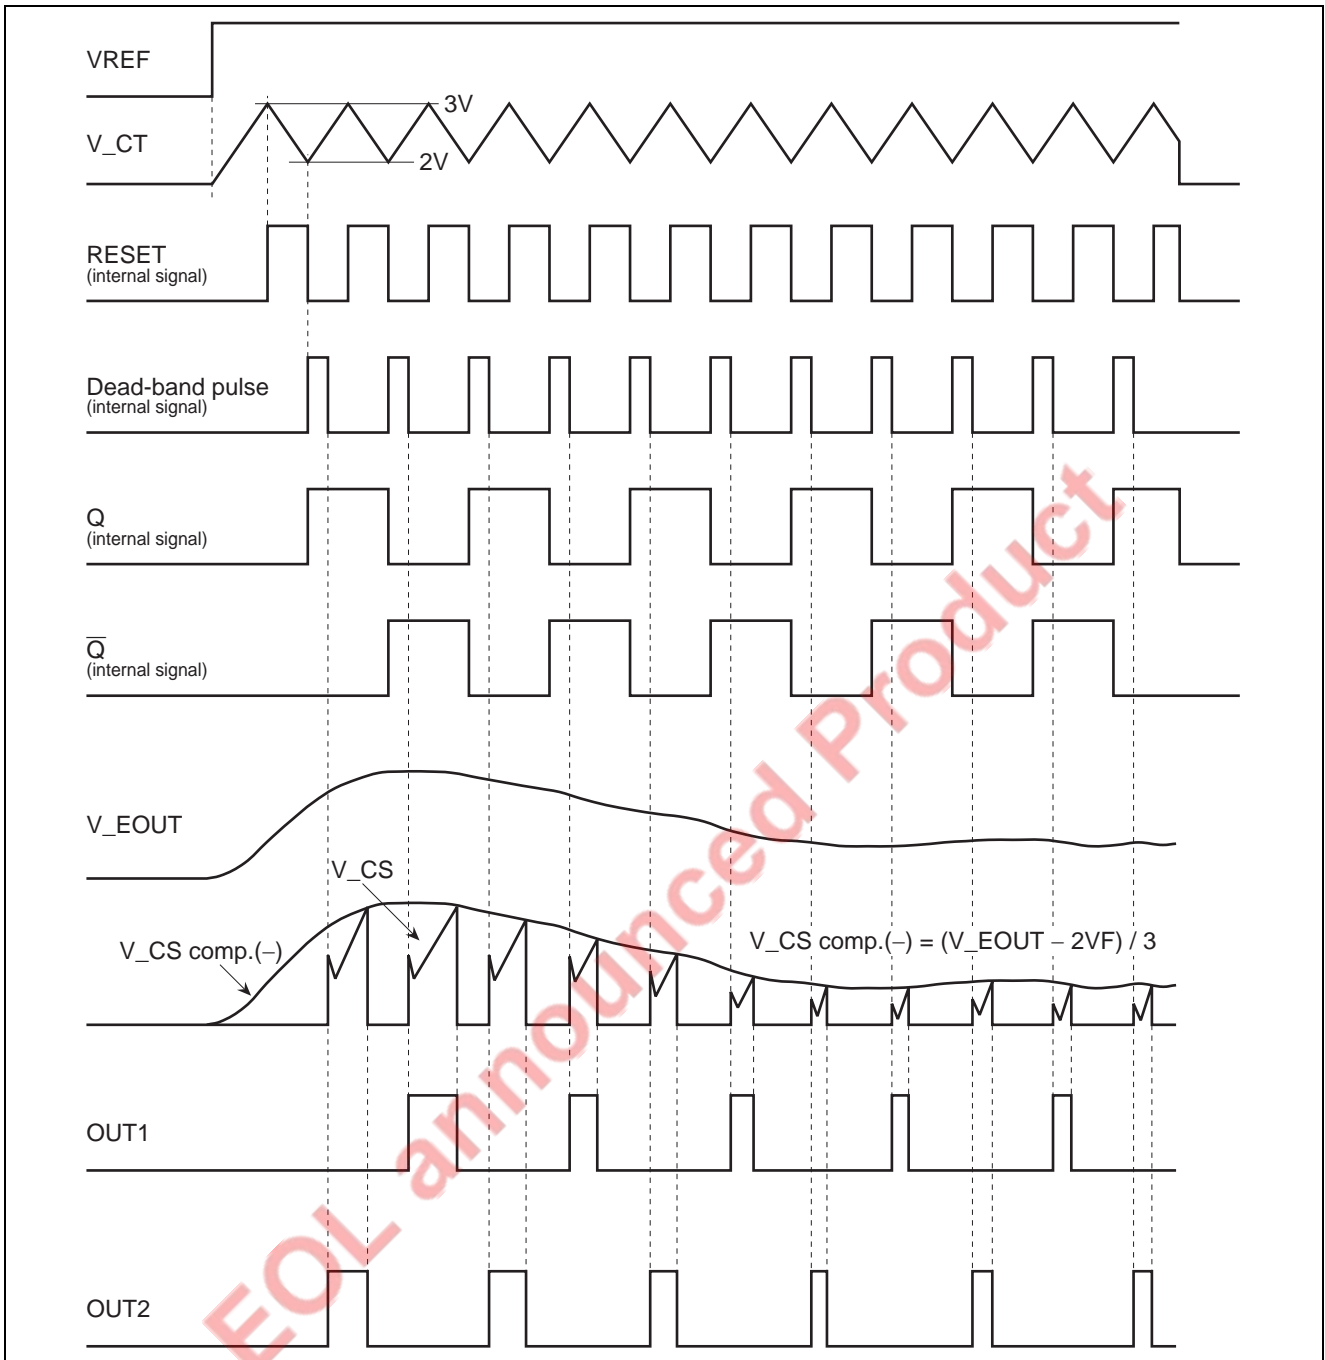 VREF
3V
V_CT
2V
RESET
(internal signal)
Dead-band pulse
(internal signal)
Q
(internal signal)
Q̅
(internal signal)
V_EOUT
V_CS
V_CS comp.(−)
V_CS comp.(−) = (V_EOUT − 2VF) / 3
OUT1
OUT2
EOL announced Product